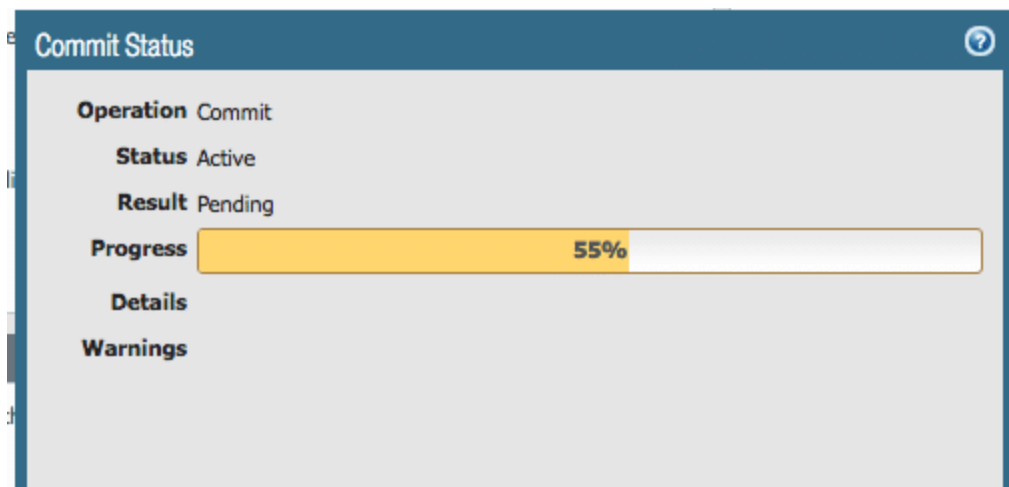 Commit Status
Operation Commit
Status Active
Result Pending
Progress 55%
Details
Warnings